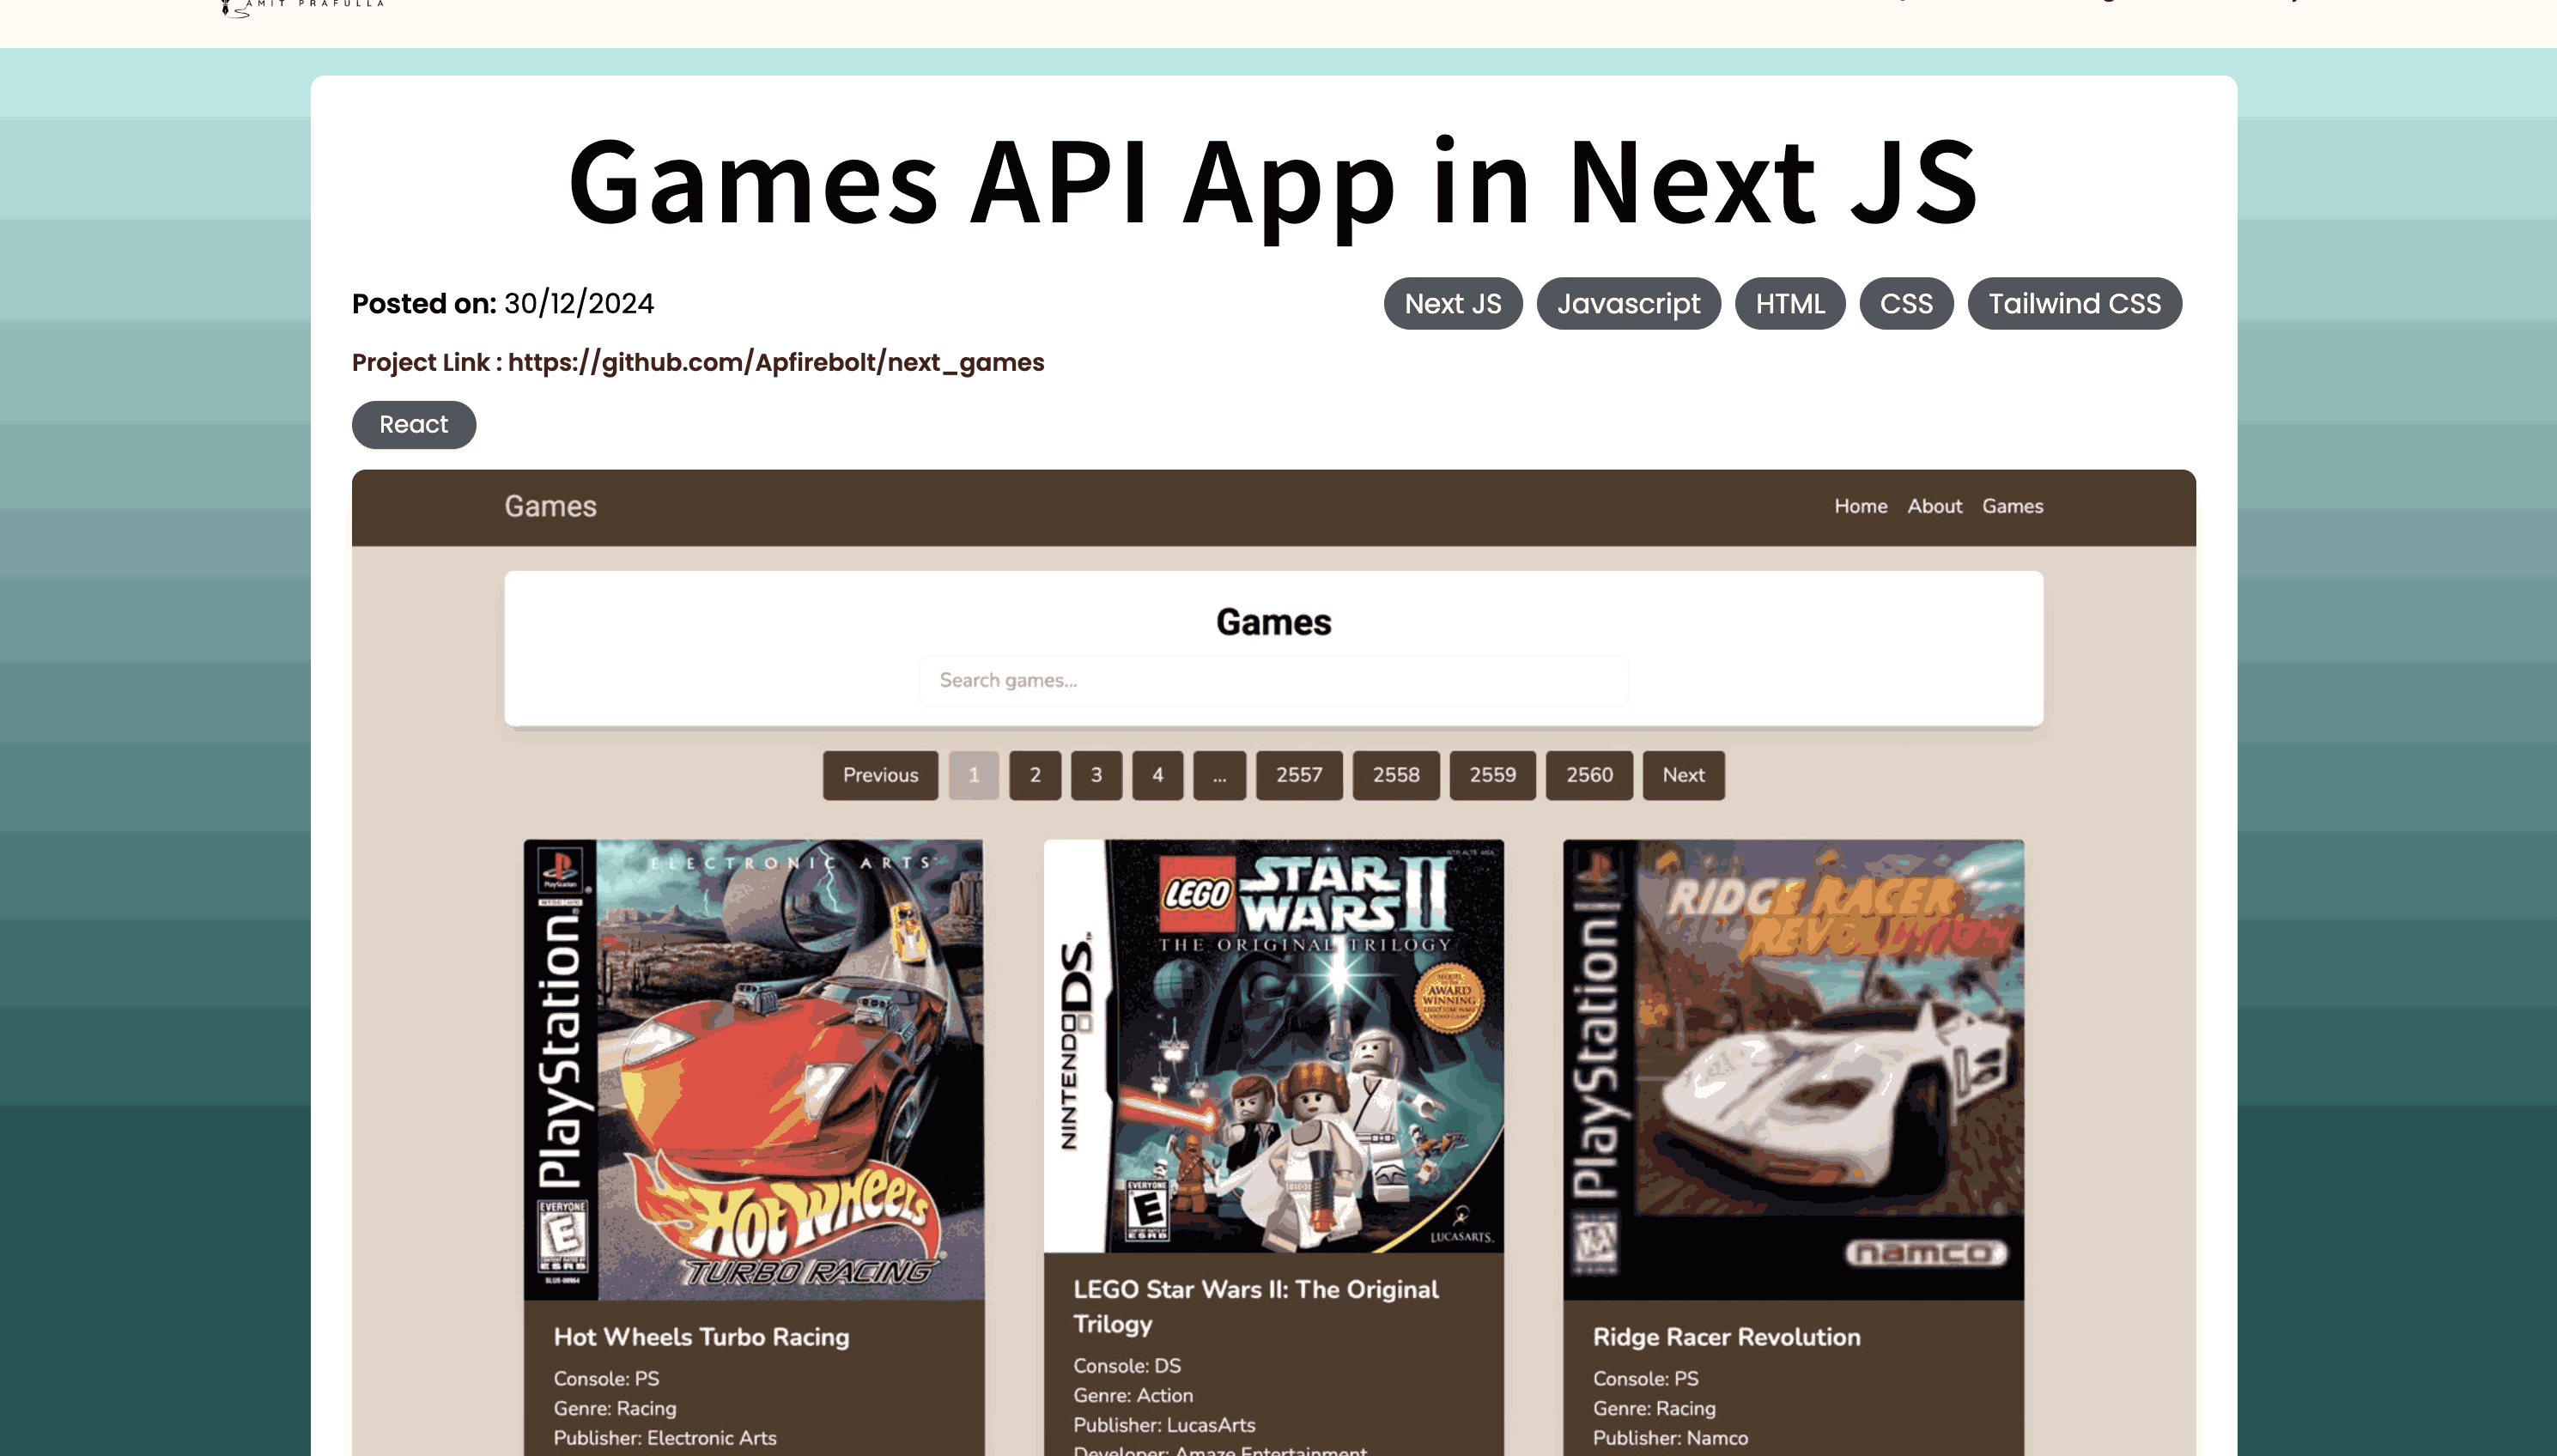 AMIT PRAFULLA
Games API App in Next JS
Posted on: 30/12/2024
Next JS Javascript HTML CSS Tailwind CSS
Project Link : https://github.com/Apfirebolt/next_games
React
Games
Home About Games
Games
Search games...
Previous 1 2 3 4 ... 2557 2558 2559 2560 Next
ELECTRONIC ARTS
PlayStation
PlayStation
EVERYONE
E
CONTENT RATED BY
ESRB
HOT WHEELS
TURBO RACING
Hot Wheels Turbo Racing
Console: PS
Genre: Racing
Publisher: Electronic Arts
LEGO STAR WARS II
THE ORIGINAL TRILOGY
NINTENDO DS
AWARD
WINNING
EVERYONE
E
ESRB
LUCASARTS
LEGO Star Wars II: The Original
Trilogy
Console: DS
Genre: Action
Publisher: LucasArts
Developer: Amaze Entertainment
RIDGE RACER
REVOLUTION
PlayStation
namco
Ridge Racer Revolution
Console: PS
Genre: Racing
Publisher: Namco